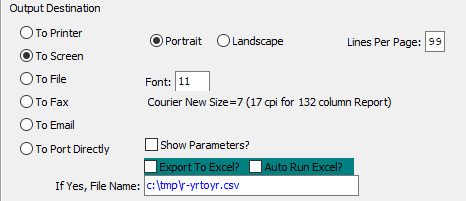 Output Destination
To Printer
Portrait Landscape Lines Per Page: 99
To Screen
To File Font: 11
To Fax Courier New Size=7 (17 cpi for 132 column Report)
To Email
To Port Directly Show Parameters?
Export To Excel? Auto Run Excel?
If Yes, File Name: c:\tmp\r-yrtoyr.csv